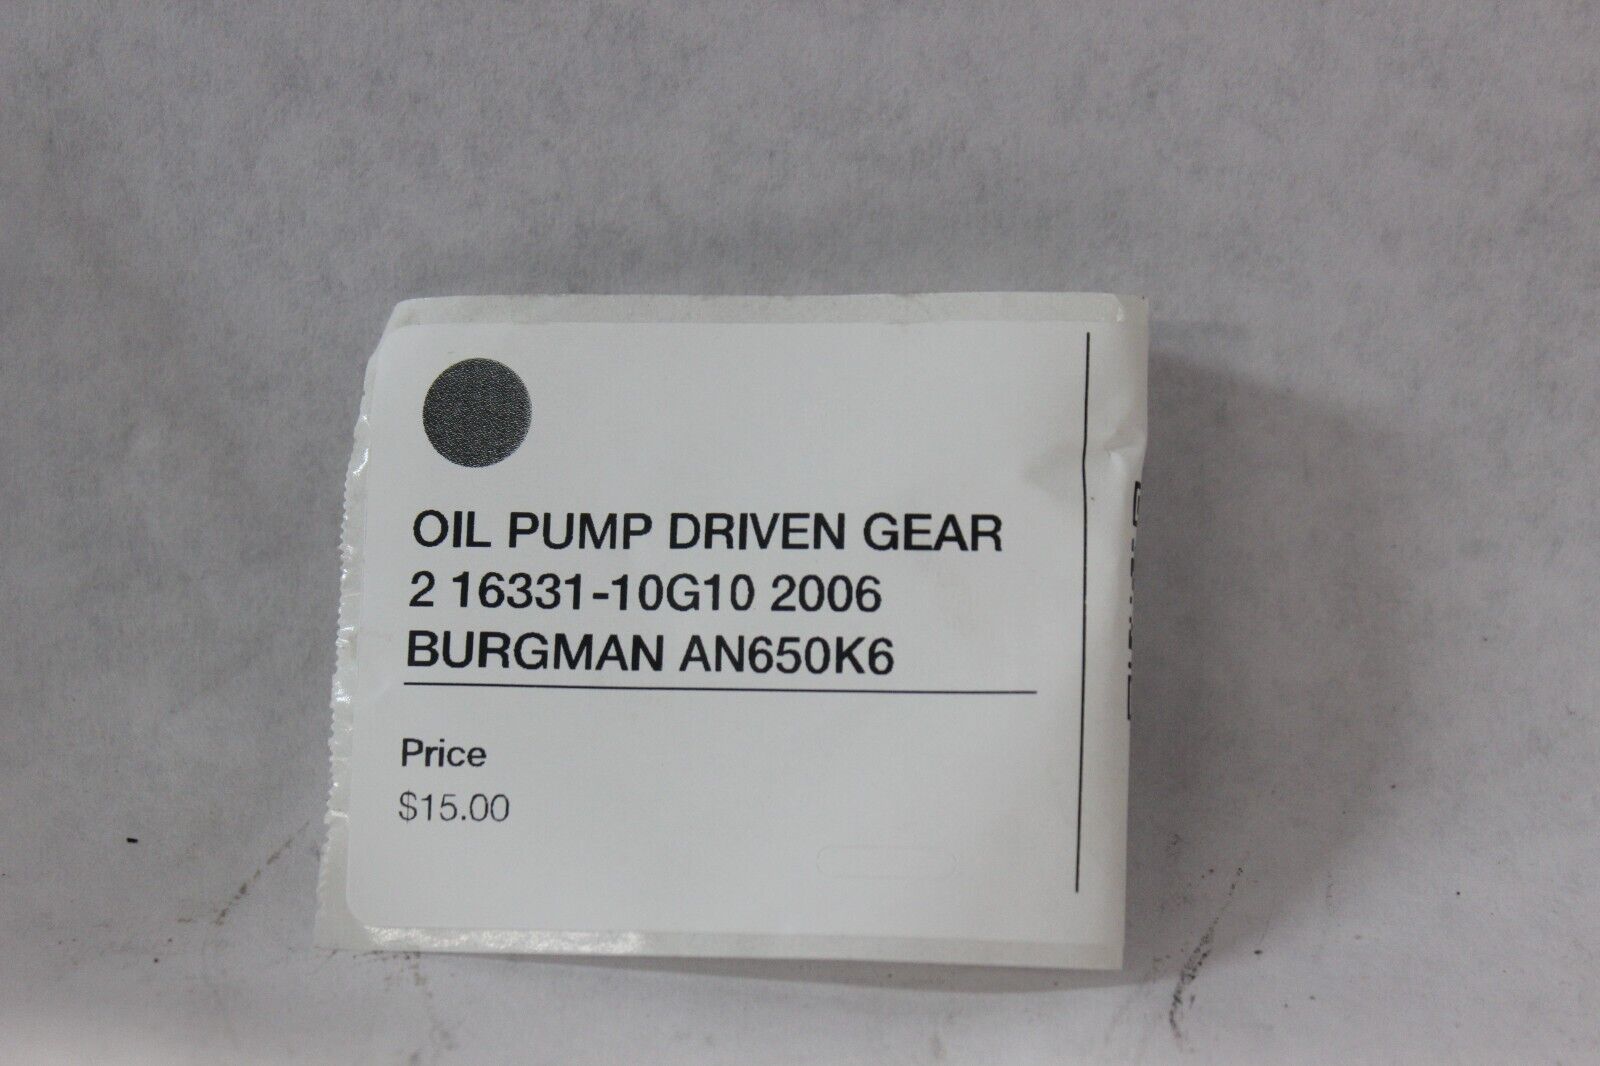 OIL PUMP DRIVEN GEAR
2 16331-10G10 2006
BURGMAN AN650K6
Price
$15.00